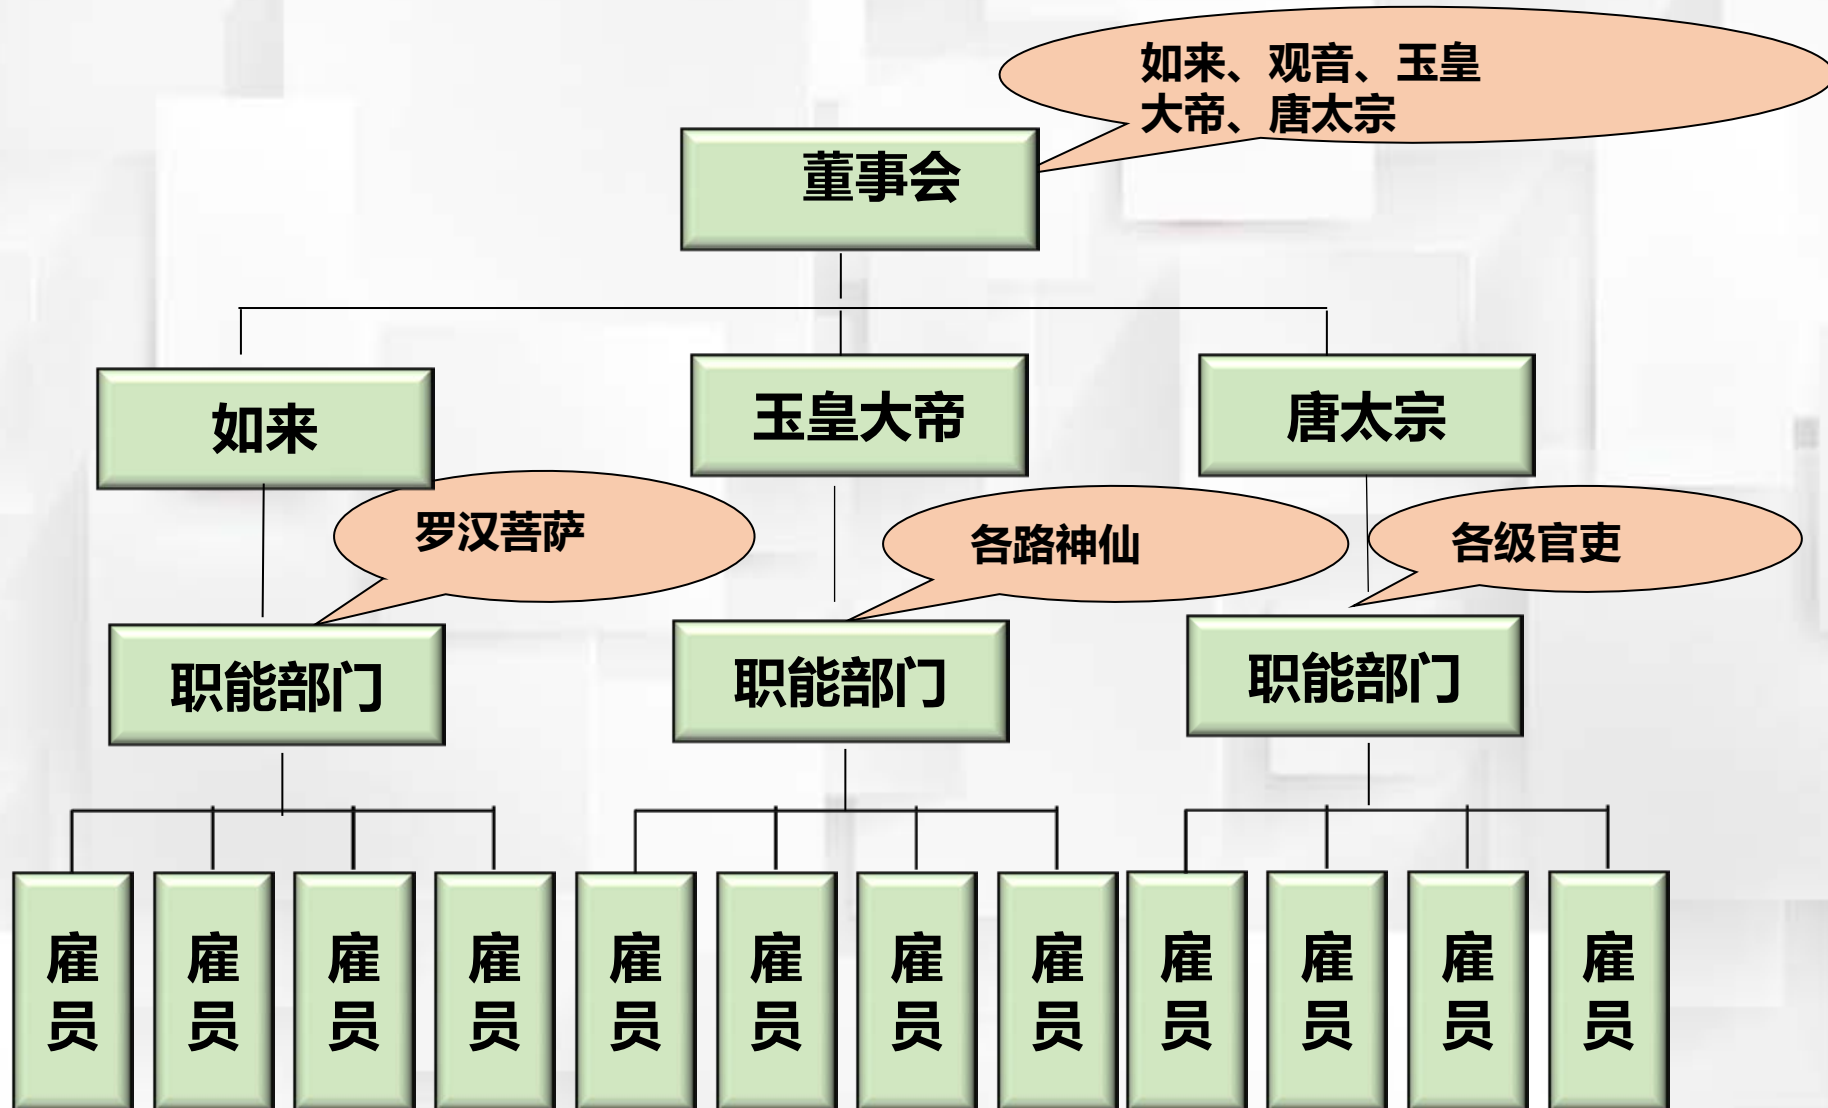 如来、观音、玉皇
大帝、唐太宗
董事会
如来
玉皇大帝
唐太宗
罗汉菩萨
各路神仙
各级官吏
职能部门
职能部门
职能部门
雇
员
雇
员
雇
员
雇
员
雇
员
雇
员
雇
员
雇
员
雇
员
雇
员
雇
员
雇
员